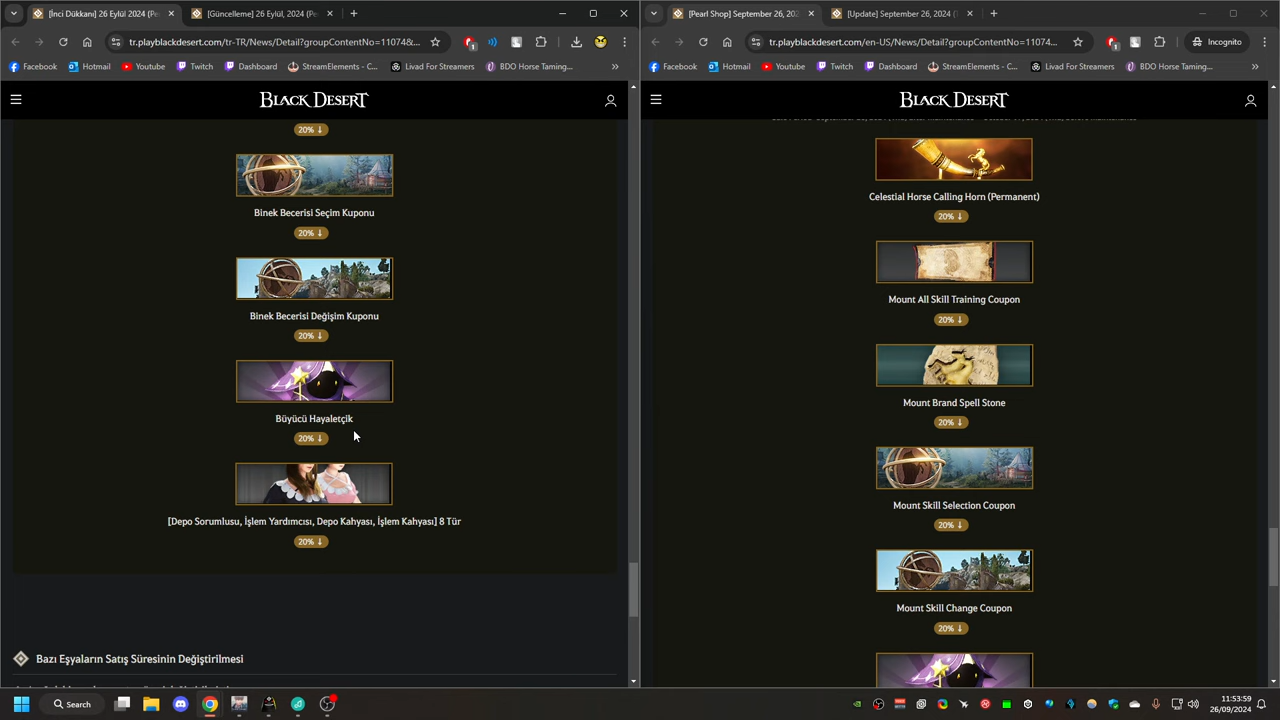 [İnci Dükkanı] 26 Eylül 2024 (Pe
[Güncelleme] 26 Eylül, 2024 (Pe
tr.playblackdesert.com/tr-TR/News/Detail?groupContentNo=11074&...
Facebook
Hotmail
Youtube
Twitch
Dashboard
StreamElements - C...
Livad For Streamers
BDO Horse Taming...
»
BLACK DESERT
20% ↓
Binek Becerisi Seçim Kuponu
20% ↓
Binek Becerisi Değişim Kuponu
20% ↓
Büyücü Hayaletçik
20% ↓
[Depo Sorumlusu, İşlem Yardımcısı, Depo Kahyası, İşlem Kahyası] 8 Tür
20% ↓
Bazı Eşyaların Satış Süresinin Değiştirilmesi
[Pearl Shop] September 26, 202
[Update] September 26, 2024 (T
tr.playblackdesert.com/en-US/News/Detail?groupContentNo=1107...
Incognito
Facebook
Hotmail
Youtube
Twitch
Dashboard
StreamElements - C...
Livad For Streamers
BDO Horse Taming...
»
BLACK DESERT
Celestial Horse Calling Horn (Permanent)
20% ↓
Mount All Skill Training Coupon
20% ↓
Mount Brand Spell Stone
20% ↓
Mount Skill Selection Coupon
20% ↓
Mount Skill Change Coupon
20% ↓
Search
11:53:59
26/09/2024